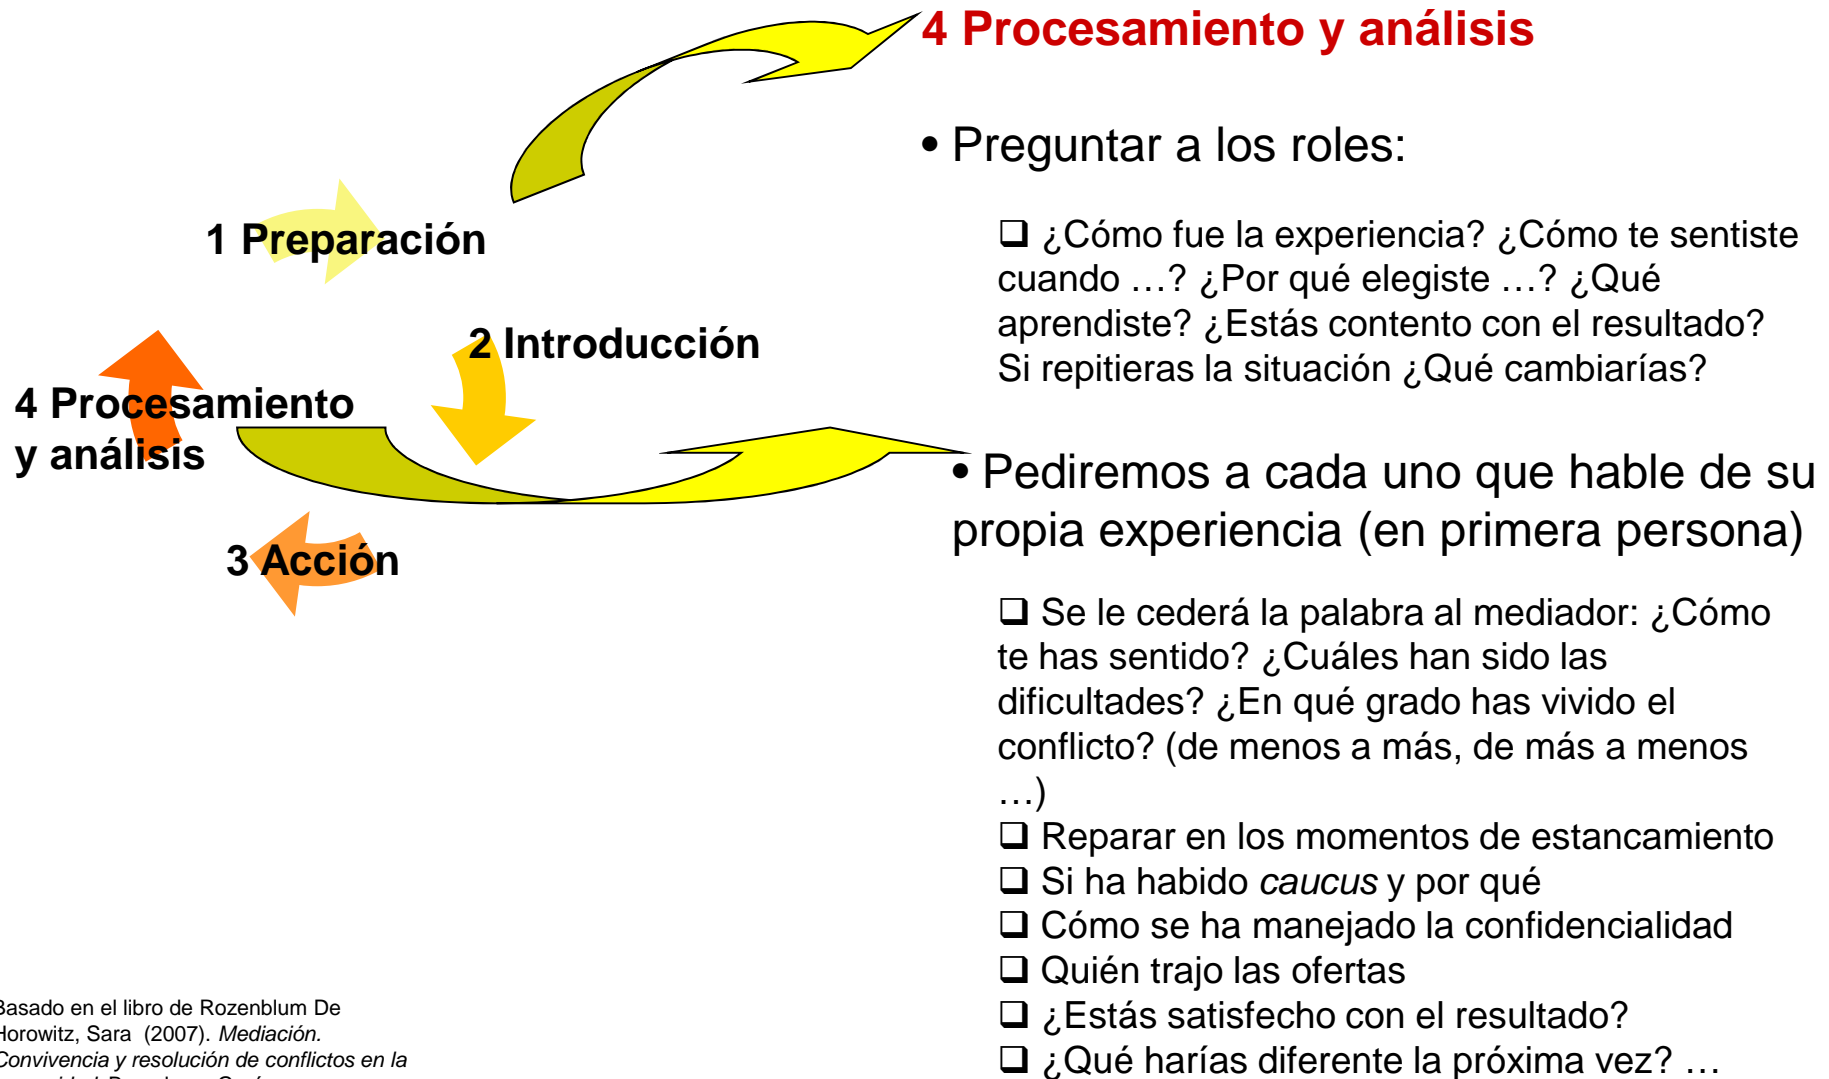 4 Procesamiento y análisis
• Preguntar a los roles:
❑ ¿Cómo fue la experiencia? ¿Cómo te sentiste
cuando …? ¿Por qué elegiste …? ¿Qué
aprendiste? ¿Estás contento con el resultado?
Si repitieras la situación ¿Qué cambiarías?
1 Preparación
2 Introducción
4 Procesamiento
y análisis
3 Acción
• Pediremos a cada uno que hable de su
propia experiencia (en primera persona)
❑ Se le cederá la palabra al mediador: ¿Cómo
te has sentido? ¿Cuáles han sido las
dificultades? ¿En qué grado has vivido el
conflicto? (de menos a más, de más a menos
…)
❑ Reparar en los momentos de estancamiento
❑ Si ha habido caucus y por qué
❑ Cómo se ha manejado la confidencialidad
❑ Quién trajo las ofertas
❑ ¿Estás satisfecho con el resultado?
❑ ¿Qué harías diferente la próxima vez? …
Basado en el libro de Rozenblum De
Horowitz, Sara (2007). Mediación.
Convivencia y resolución de conflictos en la